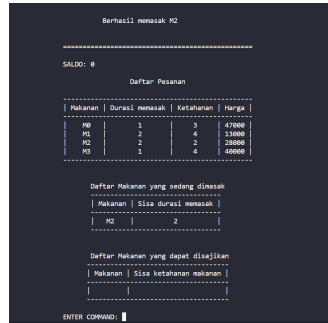 Berhasil memasak M2
================================================
SALDO: 0
Daftar Pesanan
------------------------------------------------
| Makanan | Durasi memasak | Ketahanan | Harga |
------------------------------------------------
| M0 | 1 | 3 | 47000 |
| M1 | 2 | 4 | 13000 |
| M2 | 2 | 2 | 28000 |
| M3 | 1 | 4 | 40000 |
------------------------------------------------
Daftar Makanan yang sedang dimasak
---------------------------------
| Makanan | Sisa durasi memasak |
---------------------------------
| M2 | 2 |
---------------------------------
Daftar Makanan yang dapat disajikan
------------------------------------
| Makanan | Sisa ketahanan makanan |
------------------------------------
| | |
------------------------------------
ENTER COMMAND: